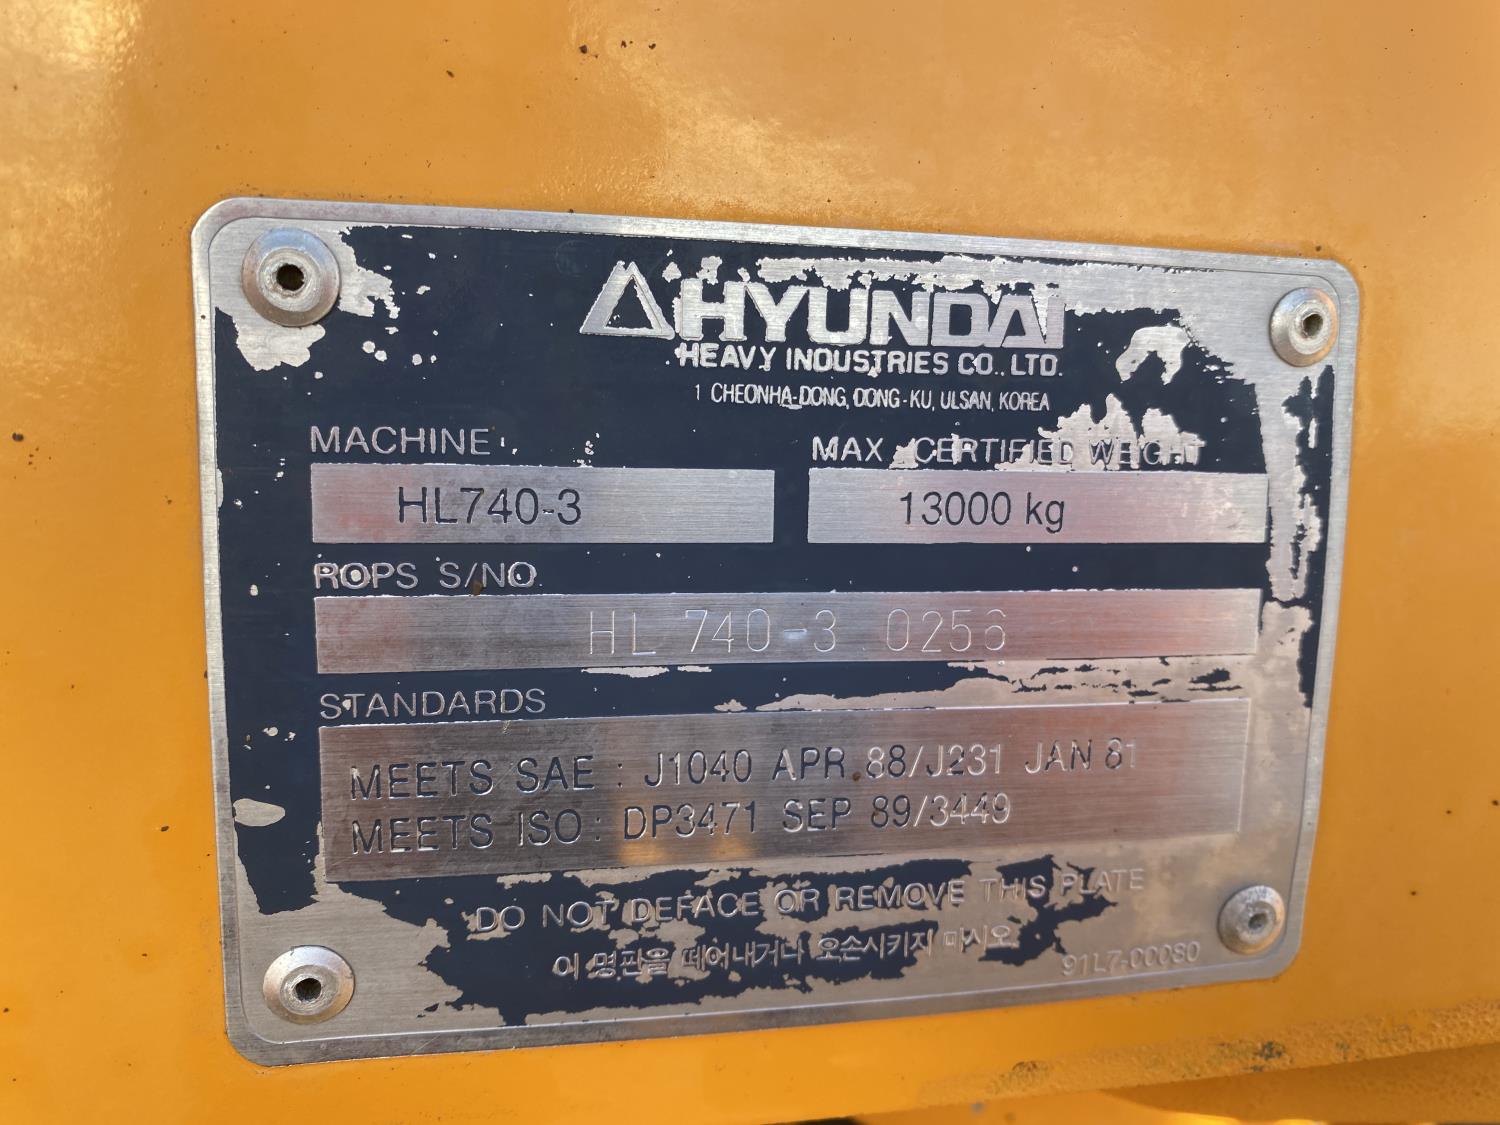 HYUNDAI
HEAVY INDUSTRIES CO., LTD.
1 CHEONHA-DONG, DONG-KU, ULSAN, KOREA
MACHINE
MAX. CERTIFIED WEIGHT
HL740-3
13000 kg
ROPS S/NO.
HL 740-3 0256
STANDARDS
MEETS SAE : J1040 APR. 88/J231 JAN 81
MEETS ISO : DP3471 SEP 89/3449
DO NOT DEFACE OR REMOVE THIS PLATE
이 명판을 떼어내거나 오손시키지 마시오
91L7-00080